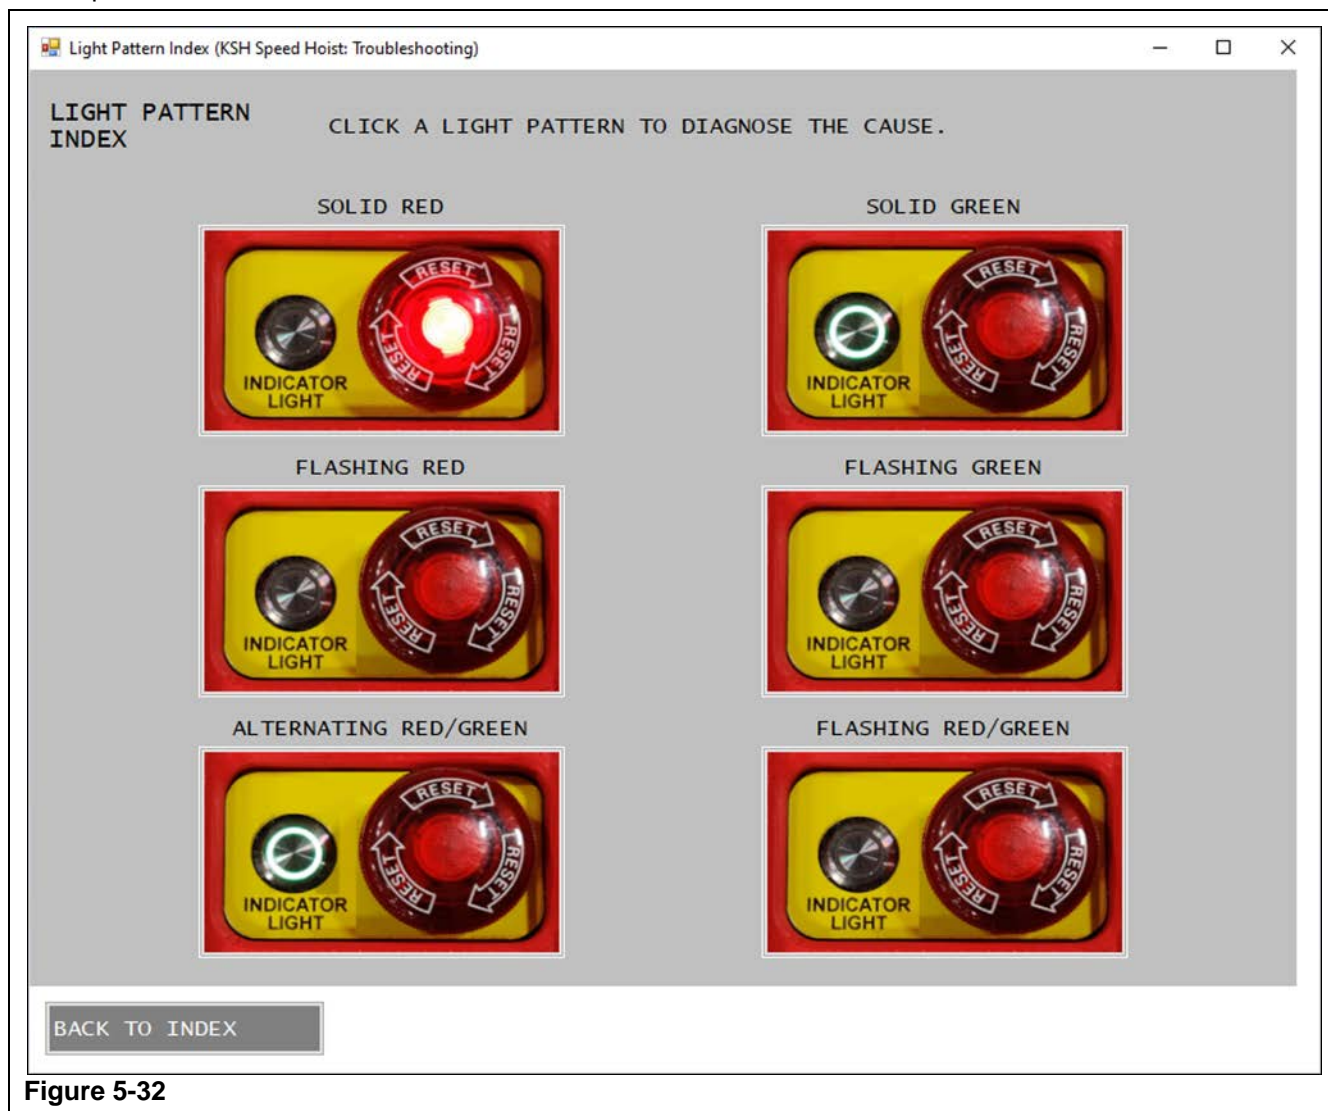 Light Pattern Index (KSH Speed Hoist: Troubleshooting)
LIGHT PATTERN
INDEX
CLICK A LIGHT PATTERN TO DIAGNOSE THE CAUSE.
SOLID RED
RESET
RESET
RESET
INDICATOR
LIGHT
SOLID GREEN
RESET
RESET
RESET
INDICATOR
LIGHT
FLASHING RED
RESET
RESET
RESET
INDICATOR
LIGHT
FLASHING GREEN
RESET
RESET
RESET
INDICATOR
LIGHT
ALTERNATING RED/GREEN
RESET
RESET
RESET
INDICATOR
LIGHT
FLASHING RED/GREEN
RESET
RESET
RESET
INDICATOR
LIGHT
BACK TO INDEX
Figure 5-32